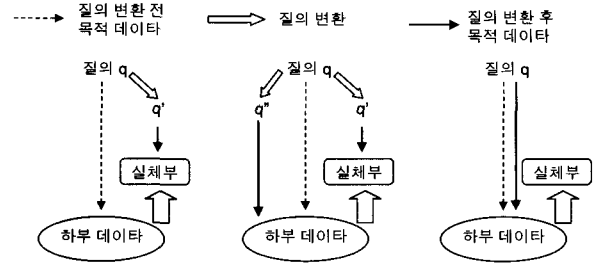 질의 변환 전
목적 데이타
질의 변환
질의 변환 후
목적 데이타
질의 q
q'
실체부
하부 데이타
질의 q
q"
q'
실체부
하부 데이타
질의 q
실체부
하부 데이타